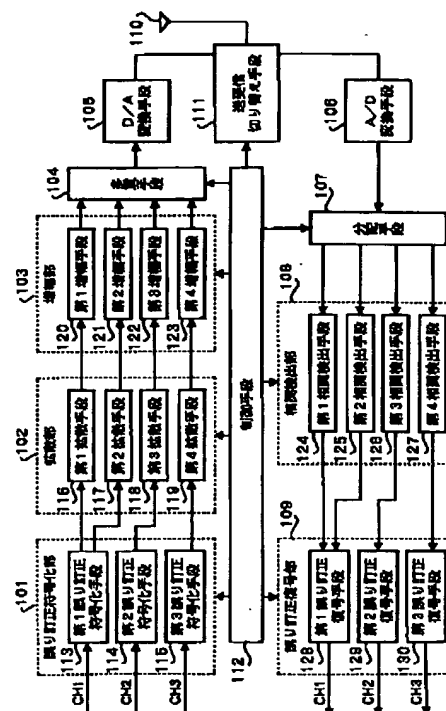 101
誤り訂正符号化部
CH1
113
第1誤り訂正
符号化手段
CH2
114
第2誤り訂正
符号化手段
CH3
115
第3誤り訂正
符号化手段
102
拡散部
116
第1拡散手段
117
第2拡散手段
118
第3拡散手段
119
第4拡散手段
103
増幅部
120
第1増幅手段
121
第2増幅手段
122
第3増幅手段
123
第4増幅手段
104
多重手段
105
D/A
変換手段
110
111
送受信
切り替え手段
112
制御手段
106
A/D
変換手段
107
分配手段
108
相関検出部
124
第1相関検出手段
125
第2相関検出手段
126
第3相関検出手段
127
第4相関検出手段
109
誤り訂正復号部
128
第1誤り訂正
復号手段
CH1
129
第2誤り訂正
復号手段
CH2
130
第3誤り訂正
復号手段
CH3